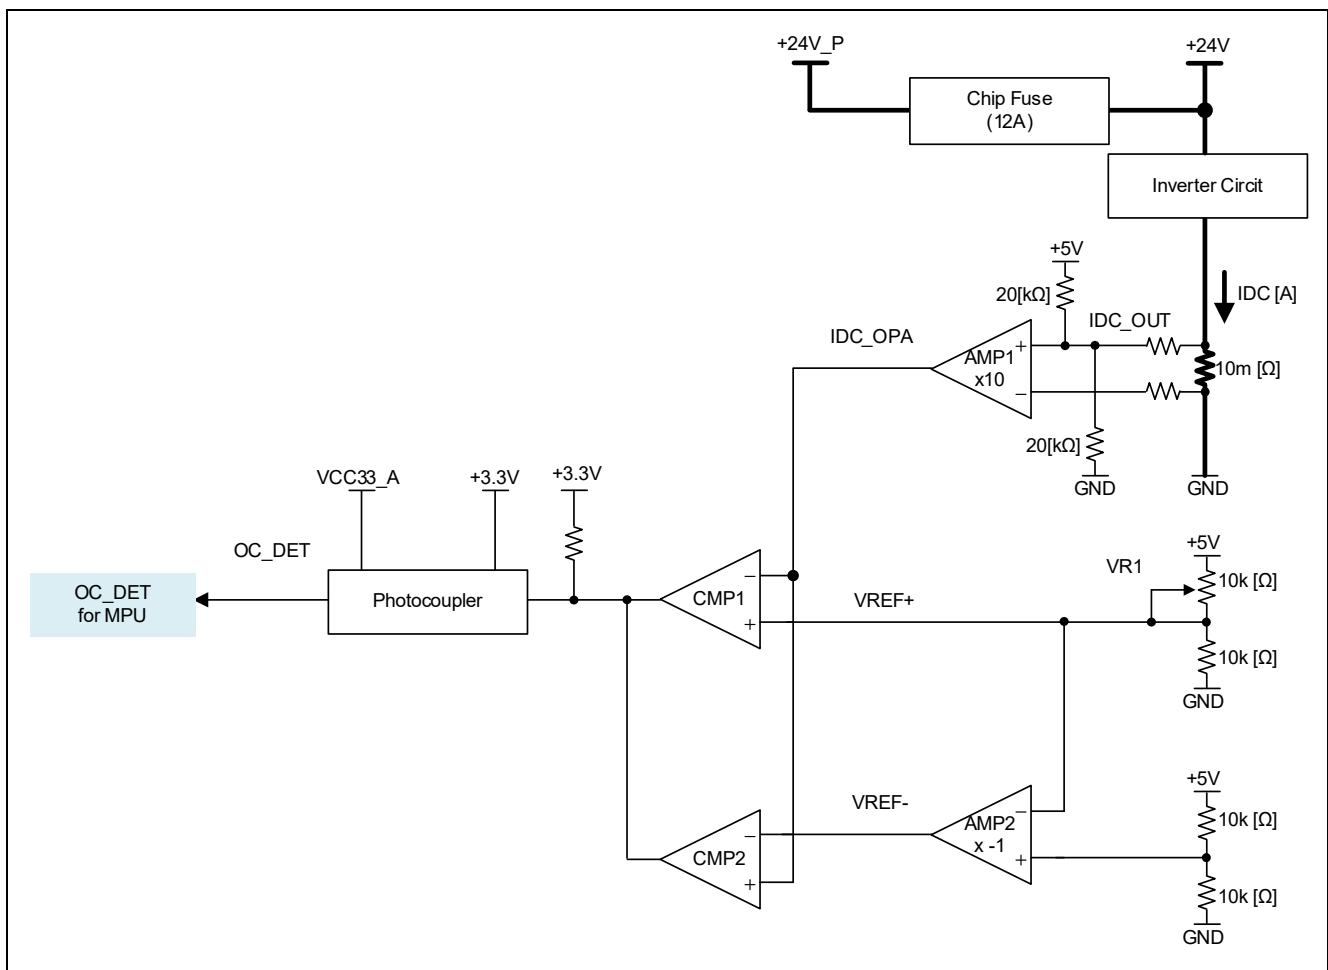 +24V_P
+24V
Chip Fuse
(12A)
Inverter Circit
+5V
20[kΩ]
IDC [A]
IDC_OUT
IDC_OPA
+
AMP1
x10
−
10m [Ω]
20[kΩ]
GND
GND
VCC33_A
+3.3V
+3.3V
OC_DET
OC_DET
for MPU
Photocoupler
−
CMP1
+
VREF+
VR1
+5V
10k [Ω]
10k [Ω]
GND
VREF-
−
AMP2
x -1
+
−
CMP2
+
+5V
10k [Ω]
10k [Ω]
GND